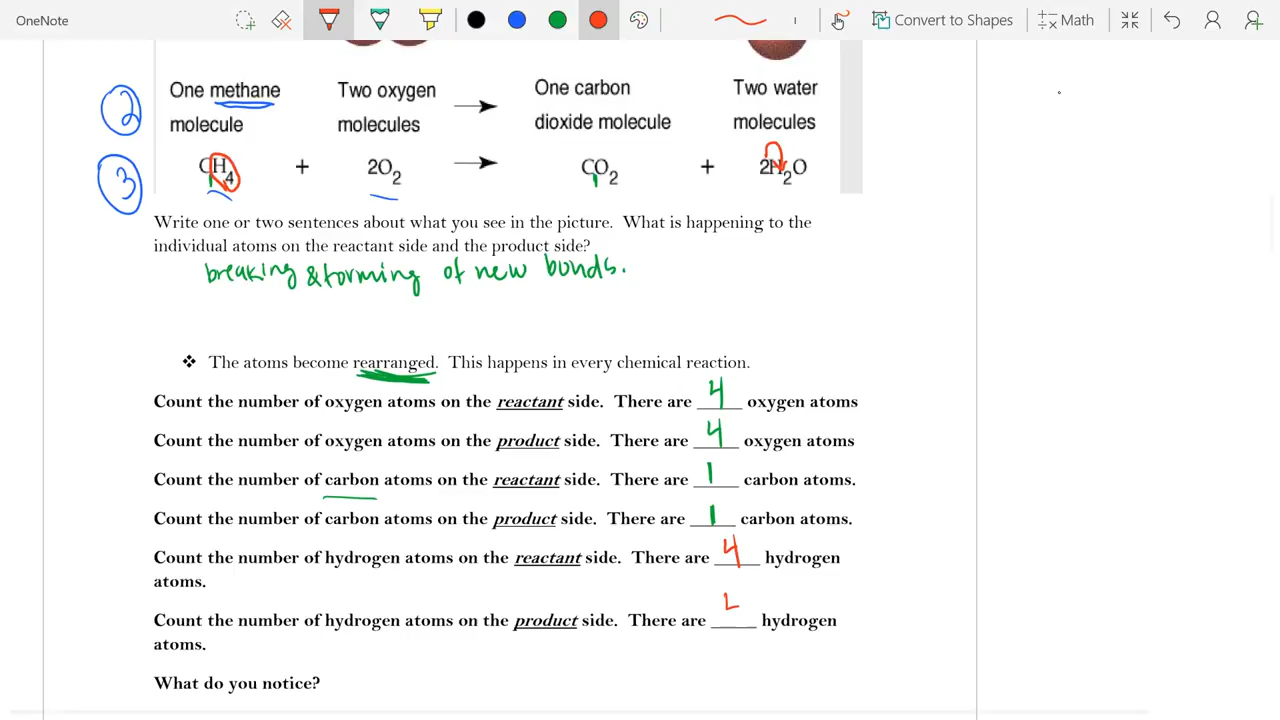 OneNote
Convert to Shapes
Math
One methane Two oxygen One carbon Two water
2
molecule molecules dioxide molecule molecules
3 CH4 + 2O2 CO2 + 2H2O
Write one or two sentences about what you see in the picture. What is happening to the
individual atoms on the reactant side and the product side?
breaking & forming of new bonds.
❖ The atoms become rearranged. This happens in every chemical reaction.
Count the number of oxygen atoms on the reactant side. There are 4 oxygen atoms
Count the number of oxygen atoms on the product side. There are 4 oxygen atoms
Count the number of carbon atoms on the reactant side. There are 1 carbon atoms.
Count the number of carbon atoms on the product side. There are 1 carbon atoms.
Count the number of hydrogen atoms on the reactant side. There are 4 hydrogen
atoms.
Count the number of hydrogen atoms on the product side. There are ____ hydrogen
atoms.
What do you notice?